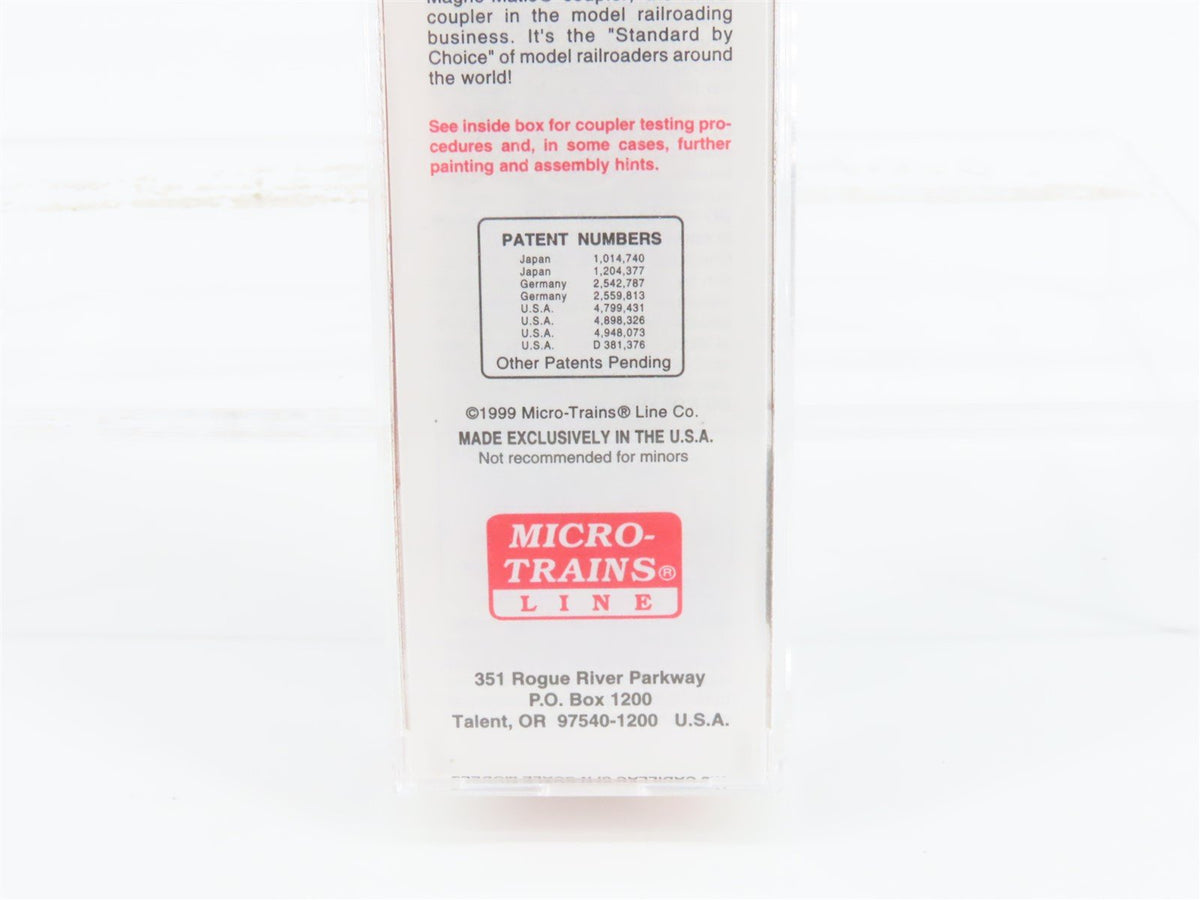 coupler in the model railroading
business. It's the "Standard by
Choice" of model railroaders around
the world!
See inside box for coupler testing pro-
cedures and, in some cases, further
painting and assembly hints.
PATENT NUMBERS
Japan 1,014,740
Japan 1,204,377
Germany 2,542,787
Germany 2,559,813
U.S.A. 4,799,431
U.S.A. 4,898,326
U.S.A. 4,948,073
U.S.A. D 381,376
Other Patents Pending
©1999 Micro-Trains® Line Co.
MADE EXCLUSIVELY IN THE U.S.A.
Not recommended for minors
MICRO-
TRAINS®
LINE
351 Rogue River Parkway
P.O. Box 1200
Talent, OR 97540-1200 U.S.A.